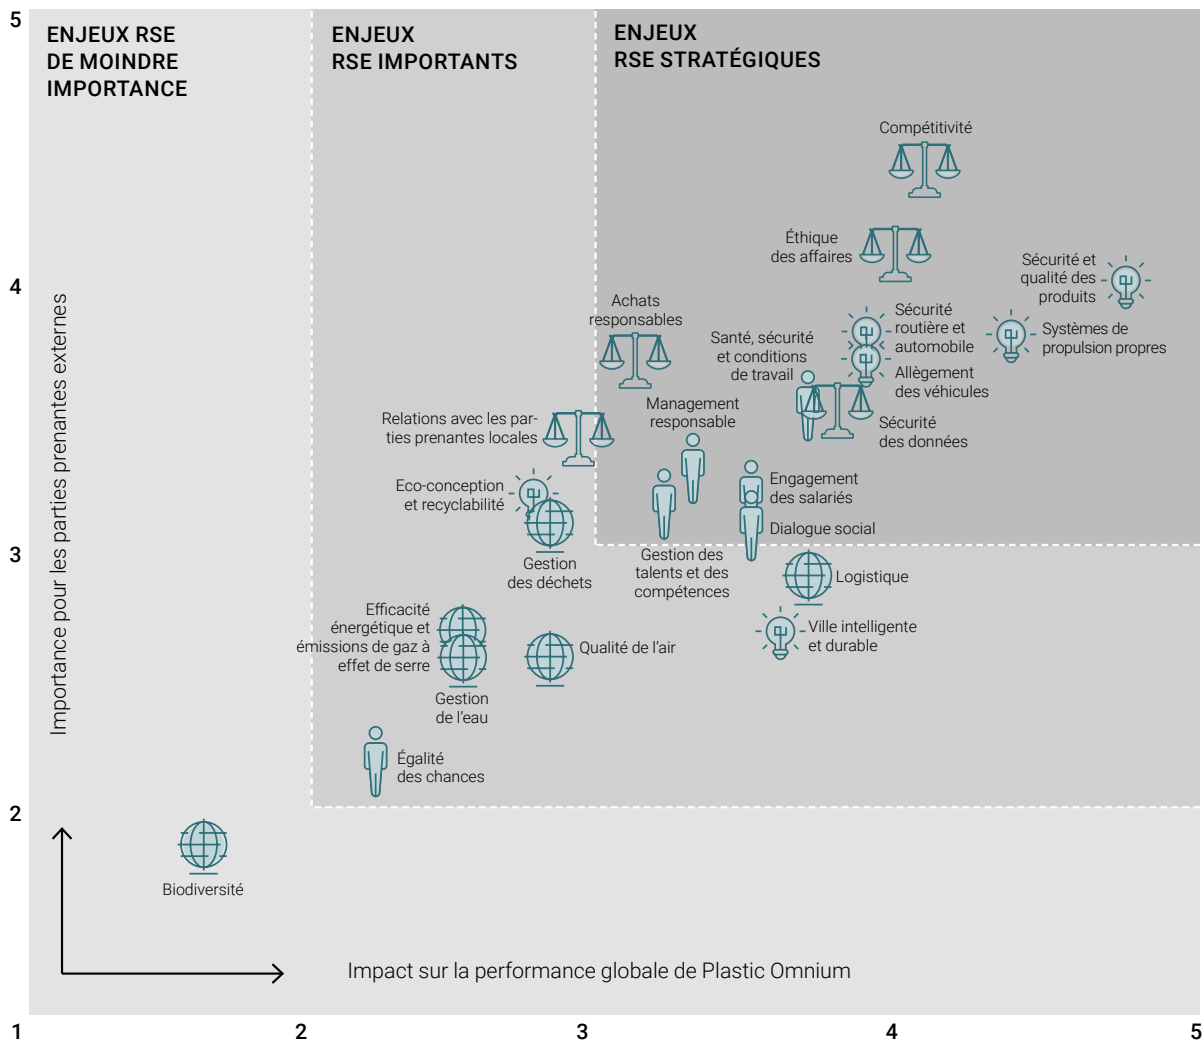 5
ENJEUX RSE
DE MOINDRE
IMPORTANCE
ENJEUX
RSE IMPORTANTS
ENJEUX
RSE STRATÉGIQUES
Compétitivité
Éthique
des affaires
Sécurité et
qualité des
produits
4
Achats
responsables
Sécurité
routière et
automobile
Systèmes de
propulsion propres
Santé, sécurité
et conditions
de travail
Allègement
des véhicules
Management
responsable
Relations avec les par-
ties prenantes locales
Sécurité
des données
Eco-conception
et recyclabilité
Engagement
des salariés
Dialogue social
3
Gestion
des déchets
Gestion des
talents et des
compétences
Logistique
Efficacité
énergétique et
émissions de gaz à
effet de serre
Ville intelligente
et durable
Qualité de l'air
Gestion
de l'eau
Égalité
des chances
Importance pour les parties prenantes externes
2
Biodiversité
Impact sur la performance globale de Plastic Omnium
1
2
3
4
5